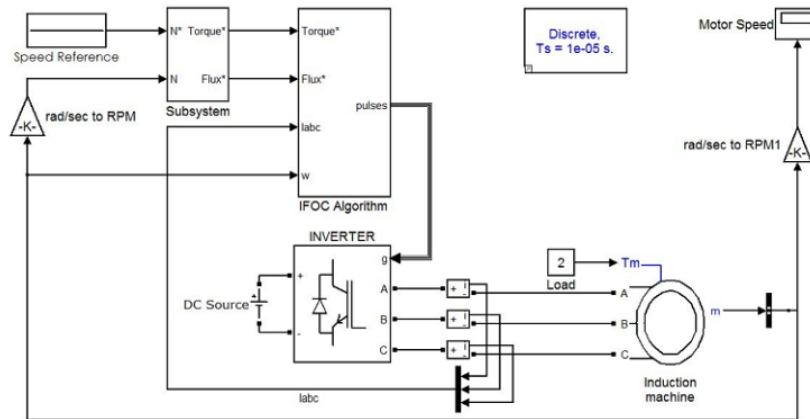 Speed Reference
N*
Torque*
N
Flux*
Subsystem
-K-
rad/sec to RPM
Torque*
Flux*
Iabc
w
pulses
IFOC Algorithm
Discrete,
Ts = 1e-05 s.
?
Motor Speed
-K-
rad/sec to RPM1
INVERTER
g
+
-
A
B
C
DC Source
+
+ - i
+ - i
+ - i
Iabc
2
Load
Tm
A
B
C
m
Induction
machine